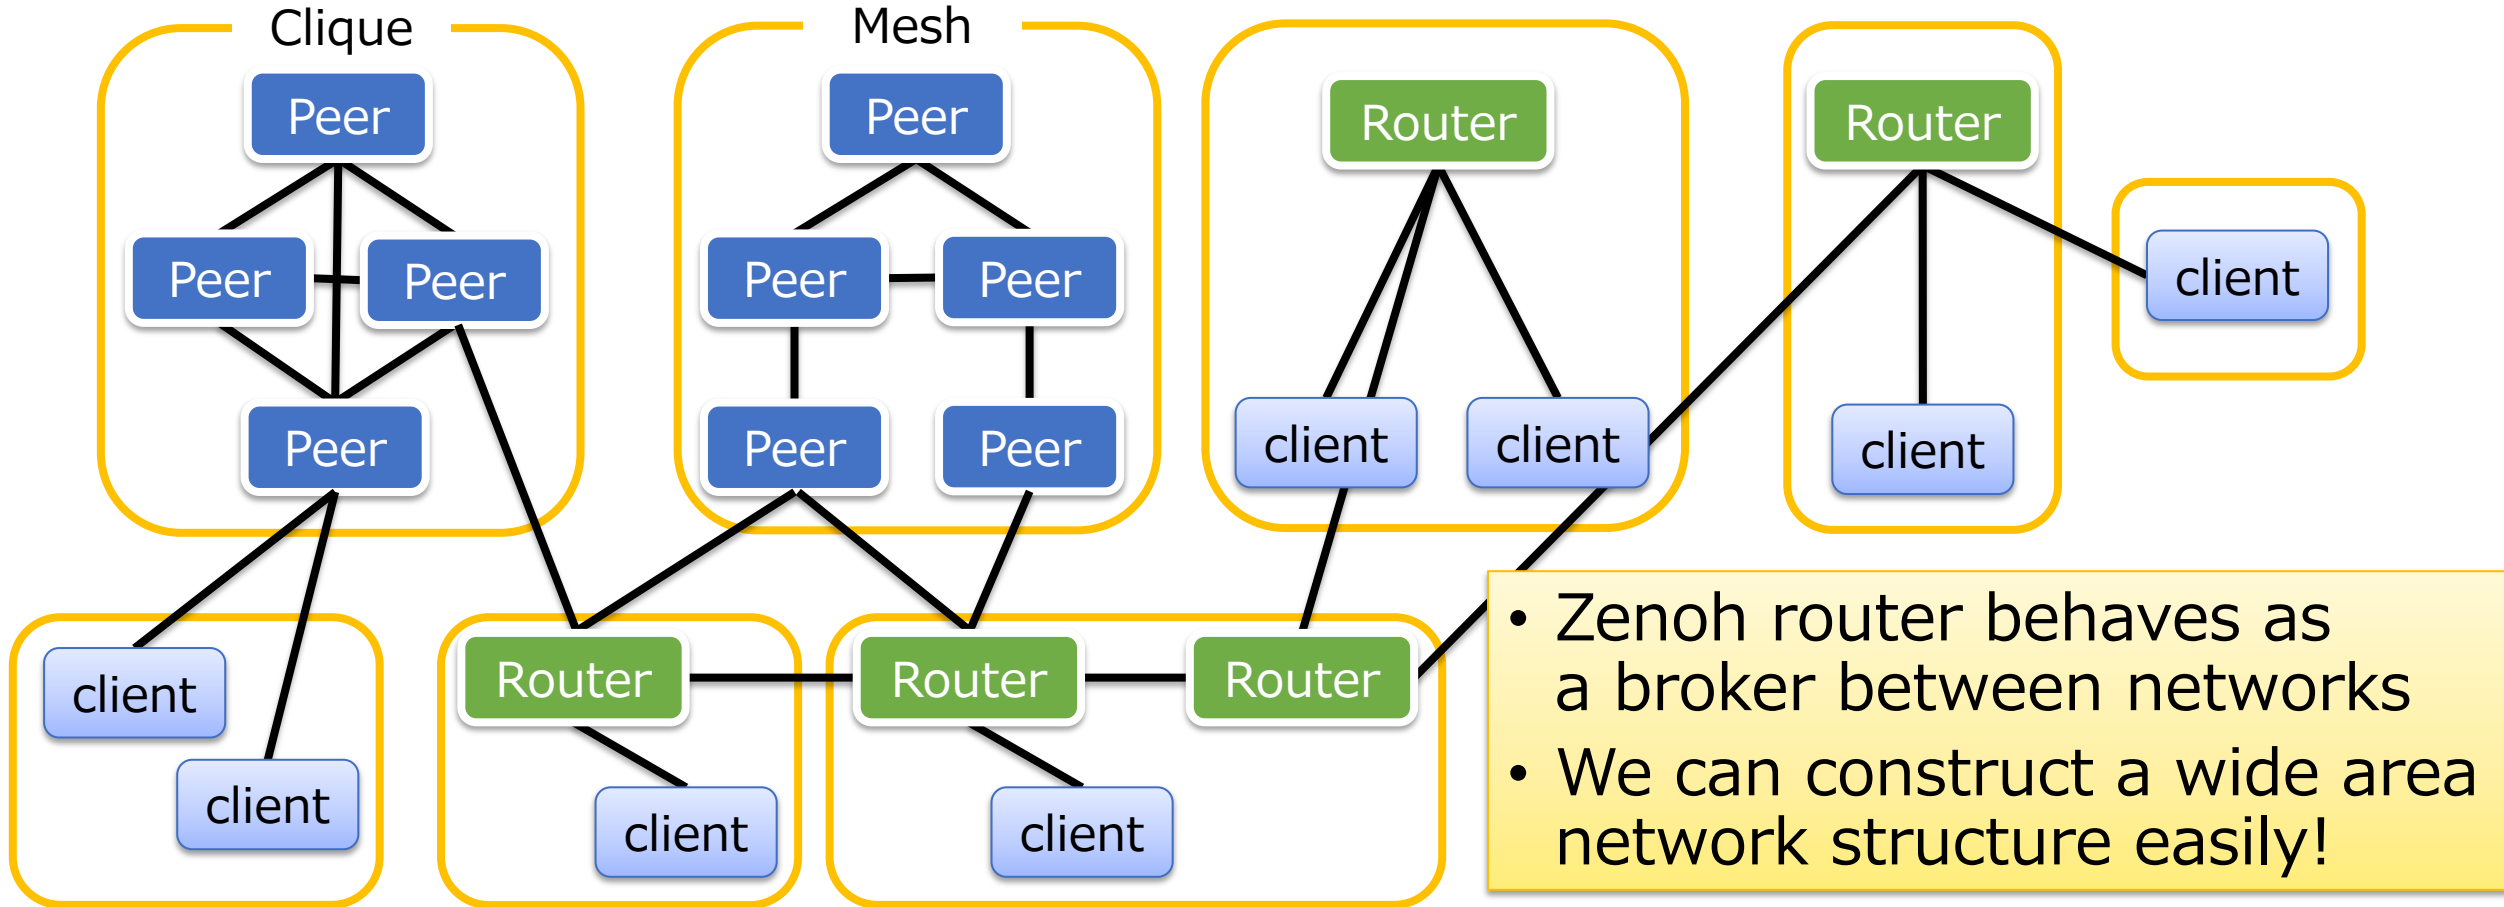 Clique
Mesh
Peer
Peer
Router
Router
Peer
Peer
Peer
Peer
client
Peer
Peer
Peer
client
client
client
client
client
Router
Router
Router
client
client
• Zenoh router behaves as
a broker between networks
• We can construct a wide area
network structure easily!